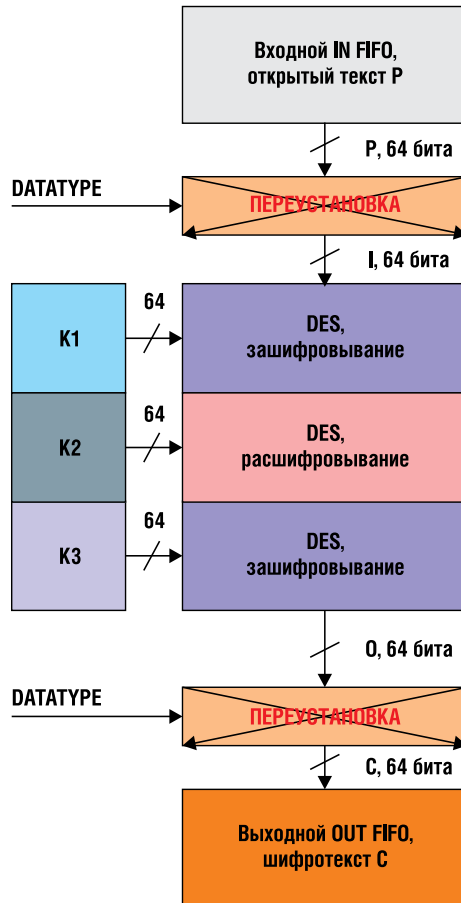 Входной IN FIFO,
открытый текст P
P, 64 бита
DATATYPE
ПЕРЕУСТАНОВКА
I, 64 бита
K1
64
DES,
зашифровывание
K2
64
DES,
расшифровывание
K3
64
DES,
зашифровывание
O, 64 бита
DATATYPE
ПЕРЕУСТАНОВКА
C, 64 бита
Выходной OUT FIFO,
шифротекст C